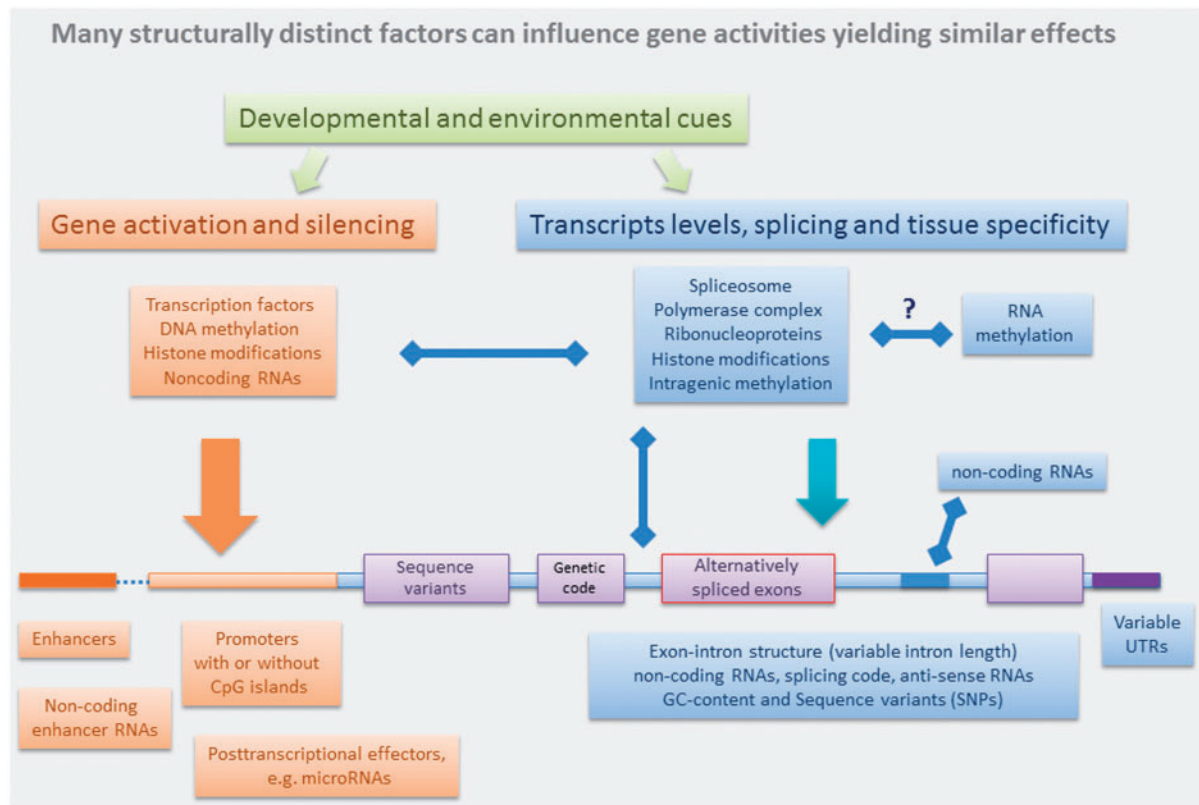 Many structurally distinct factors can influence gene activities yielding similar effects
Developmental and environmental cues
Gene activation and silencing
Transcripts levels, splicing and tissue specificity
Transcription factors
DNA methylation
Histone modifications
Noncoding RNAs
Spliceosome
Polymerase complex
Ribonucleoproteins
Histone modifications
Intragenic methylation
?
RNA
methylation
non-coding RNAs
Sequence
variants
Genetic
code
Alternatively
spliced exons
Enhancers
Promoters
with or without
CpG islands
Exon-intron structure (variable intron length)
non-coding RNAs, splicing code, anti-sense RNAs
GC-content and Sequence variants (SNPs)
Variable
UTRs
Non-coding
enhancer RNAs
Posttranscriptional effectors,
e.g. microRNAs